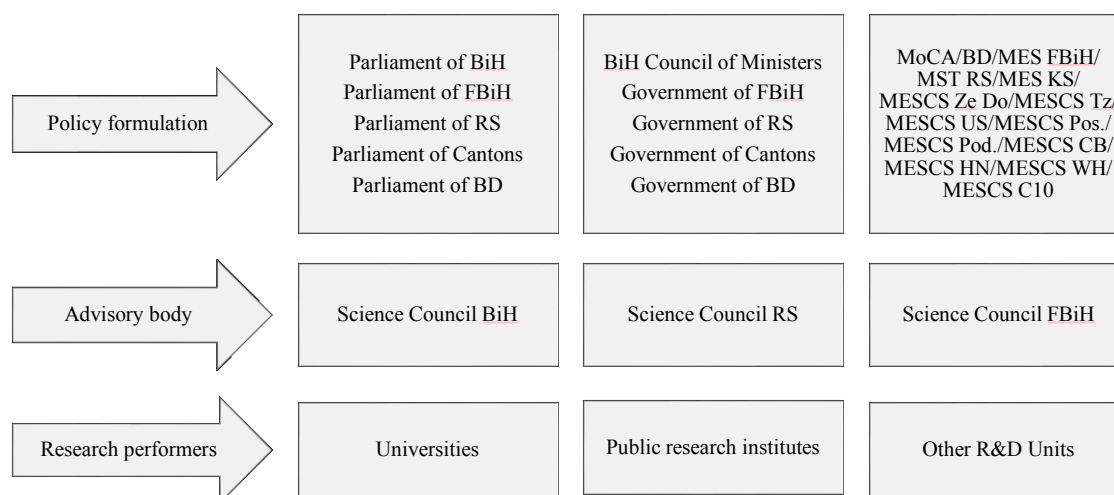 Policy formulation
Parliament of BiH
Parliament of FBiH
Parliament of RS
Parliament of Cantons
Parliament of BD
BiH Council of Ministers
Government of FBiH
Government of RS
Government of Cantons
Government of BD
MoCA/BD/MES FBiH/
MST RS/MES KS/
MESCS Ze Do/MESCS Tz/
MESCS US/MESCS Pos./
MESCS Pod./MESCS CB/
MESCS HN/MESCS WH/
MESCS C10
Advisory body
Science Council BiH
Science Council RS
Science Council FBiH
Research performers
Universities
Public research institutes
Other R&D Units